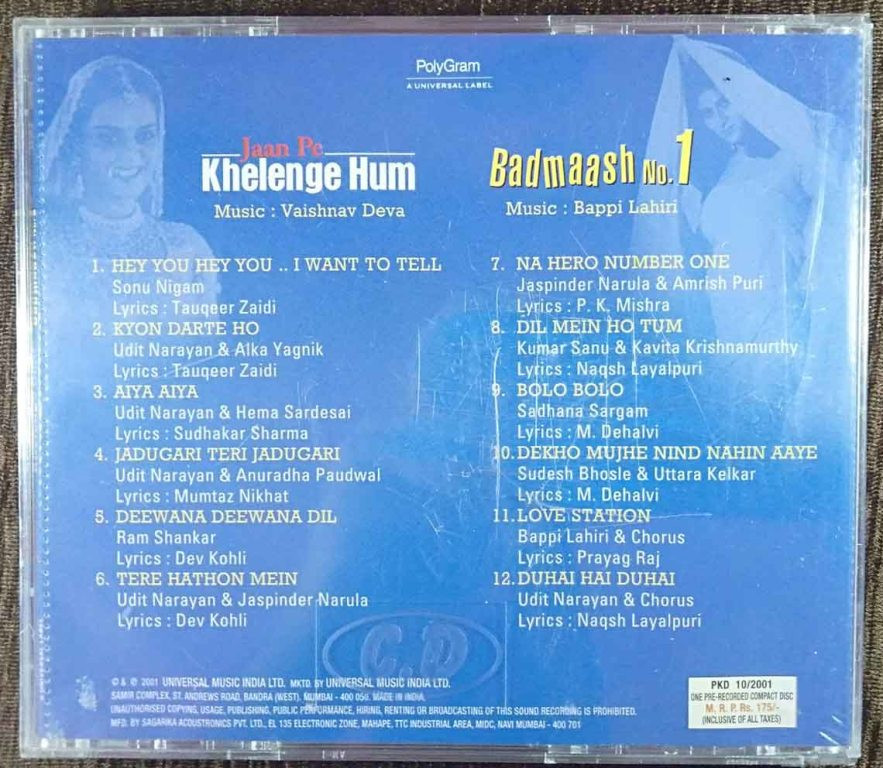 PolyGram
A UNIVERSAL LABEL
Jaan Pe
Khelenge Hum
Music : Vaishnav Deva
1. HEY YOU HEY YOU .. I WANT TO TELL
Sonu Nigam
Lyrics : Tauqeer Zaidi
2. KYON DARTE HO
Udit Narayan & Alka Yagnik
Lyrics : Tauqeer Zaidi
3. AIYA AIYA
Udit Narayan & Hema Sardesai
Lyrics : Sudhakar Sharma
4. JADUGARI TERI JADUGARI
Udit Narayan & Anuradha Paudwal
Lyrics : Mumtaz Nikhat
5. DEEWANA DEEWANA DIL
Ram Shankar
Lyrics : Dev Kohli
6. TERE HATHON MEIN
Udit Narayan & Jaspinder Narula
Lyrics : Dev Kohli
Badmaash No.1
Music : Bappi Lahiri
7. NA HERO NUMBER ONE
Jaspinder Narula & Amrish Puri
Lyrics : P. K. Mishra
8. DIL MEIN HO TUM
Kumar Sanu & Kavita Krishnamurthy
Lyrics : Naqsh Layalpuri
9. BOLO BOLO
Sadhana Sargam
Lyrics : M. Dehalvi
10. DEKHO MUJHE NIND NAHIN AAYE
Sudesh Bhosle & Uttara Kelkar
Lyrics : M. Dehalvi
11. LOVE STATION
Bappi Lahiri & Chorus
Lyrics : Prayag Raj
12. DUHAI HAI DUHAI
Udit Narayan & Chorus
Lyrics : Naqsh Layalpuri
C.D
© & ℗ 2001 UNIVERSAL MUSIC INDIA LTD. MKTD. BY UNIVERSAL MUSIC INDIA LTD.
SAMIR COMPLEX, ST. ANDREWS ROAD, BANDRA (WEST). MUMBAI - 400 050. MADE IN INDIA.
UNAUTHORISED COPYING, USAGE, PUBLISHING, PUBLIC PERFORMANCE, HIRING, RENTING OR BROADCASTING OF THIS SOUND RECORDING IS PROHIBITED.
MFD. BY SAGARIKA ACOUSTRONICS PVT. LTD., EL 135 ELECTRONIC ZONE, MAHAPE, TTC INDUSTRIAL AREA, MIDC, NAVI MUMBAI - 400 701
PKD 10/2001
ONE PRE-RECORDED COMPACT DISC
M. R. P. Rs. 175/-
(INCLUSIVE OF ALL TAXES)